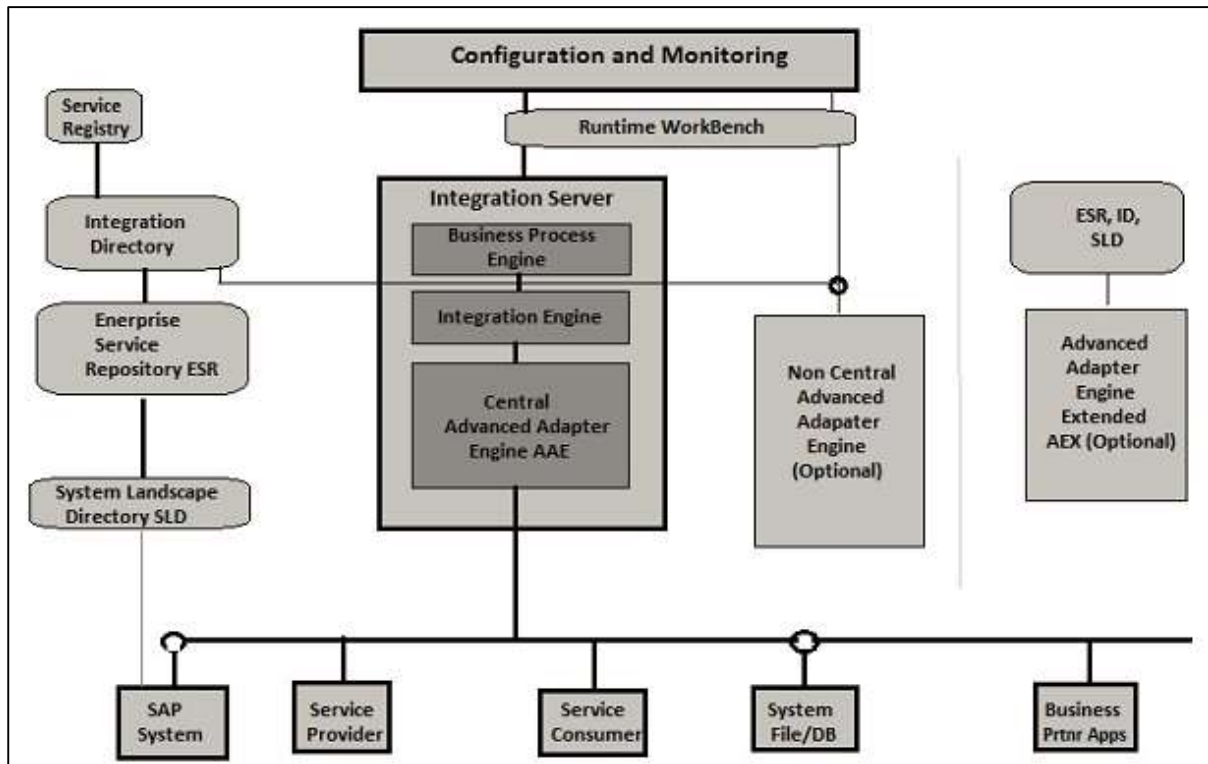 Configuration and Monitoring
Runtime WorkBench
Service
Registry
Integration
Directory
Enerprise
Service
Repository ESR
System Landscape
Directory SLD
Integration Server
Business Process
Engine
Integration Engine
Central
Advanced Adapter
Engine AAE
Non Central
Advanced
Adapater
Engine
(Optional)
ESR, ID,
SLD
Advanced
Adapter
Engine
Extended
AEX (Optional)
SAP
System
Service
Provider
Service
Consumer
System
File/DB
Business
Prtnr Apps